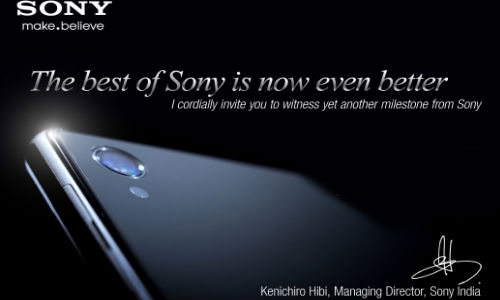 SONY
make.believe
The best of Sony is now even better
I cordially invite you to witness yet another milestone from Sony
Kenichiro Hibi, Managing Director, Sony India